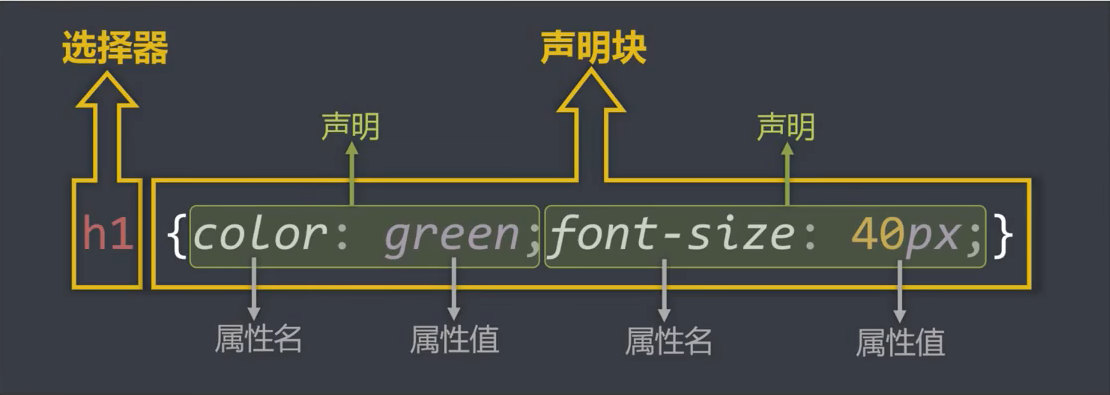 选择器 声明块
声明 声明
h1 {color: green;font-size: 40px;}
属性名 属性值 属性名 属性值